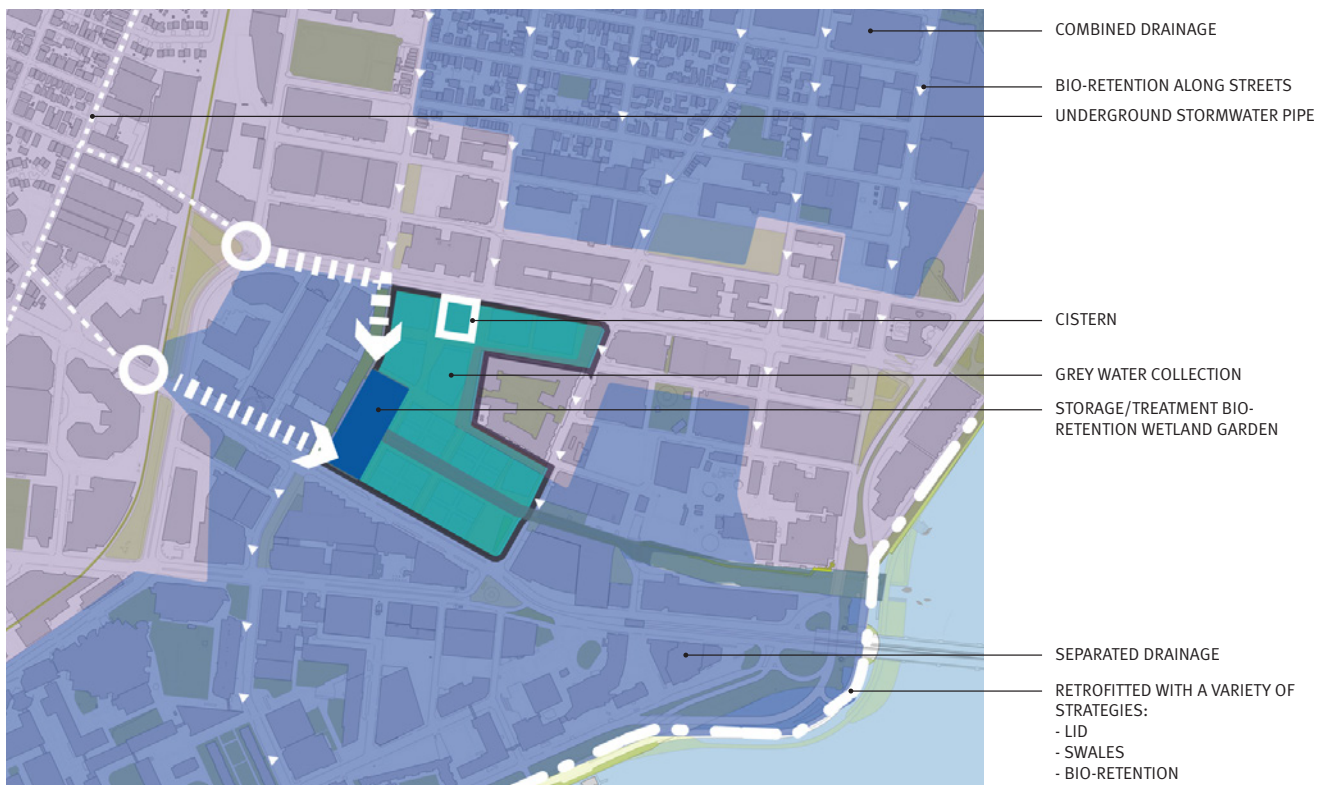 COMBINED DRAINAGE
BIO-RETENTION ALONG STREETS
UNDERGROUND STORMWATER PIPE
CISTERN
GREY WATER COLLECTION
STORAGE/TREATMENT BIO-
RETENTION WETLAND GARDEN
SEPARATED DRAINAGE
RETROFITTED WITH A VARIETY OF
STRATEGIES:
- LID
- SWALES
- BIO-RETENTION